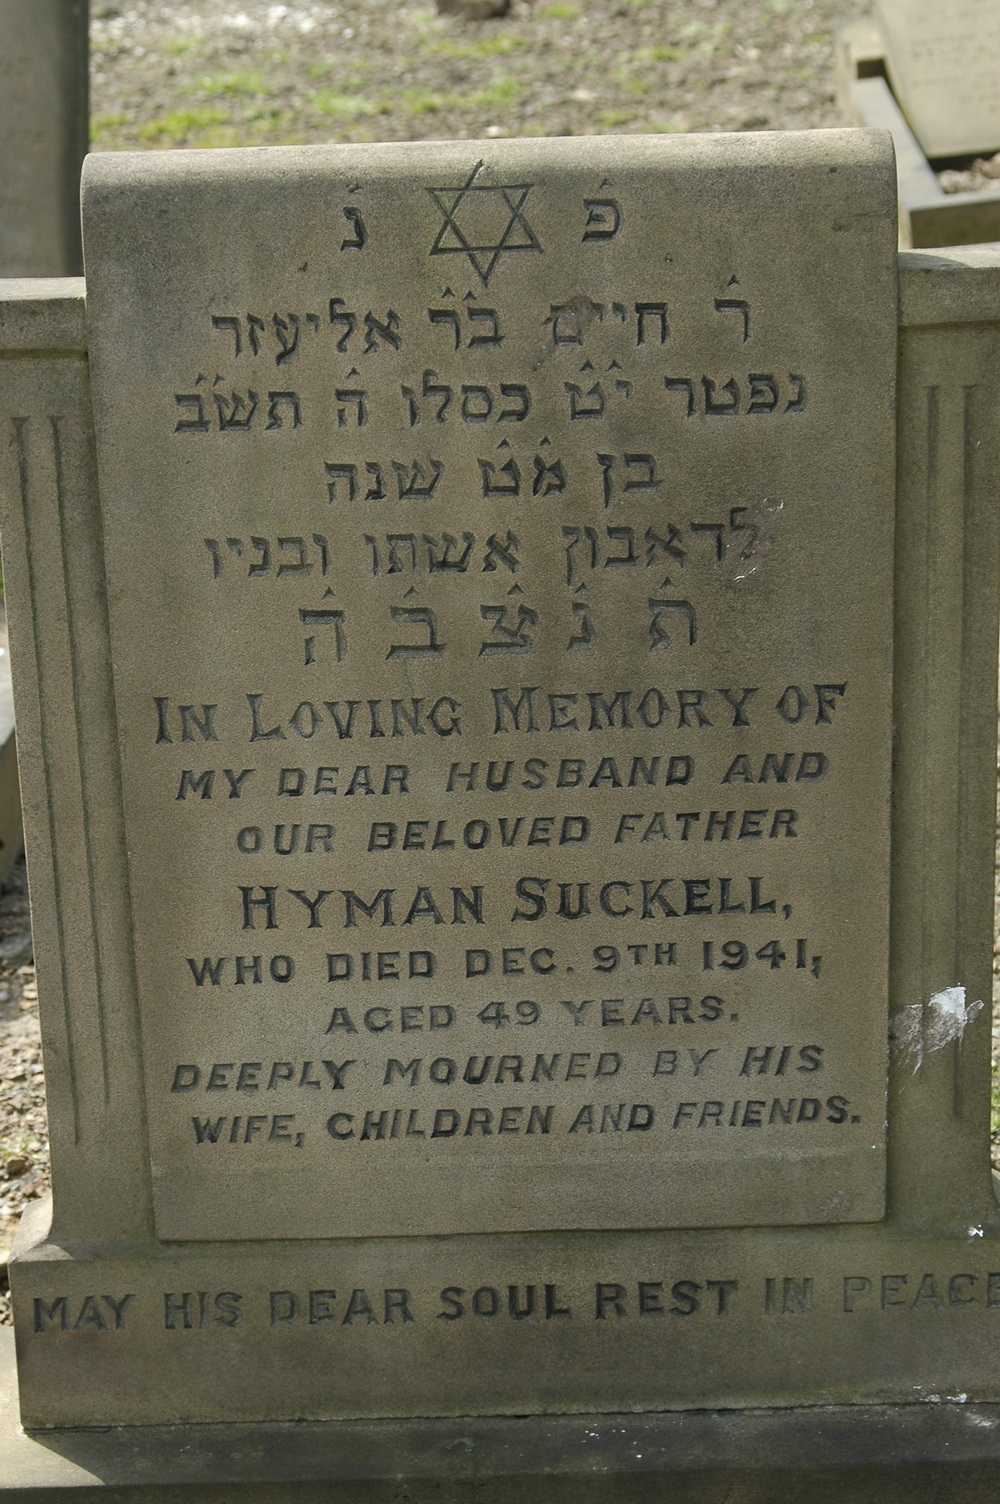 פ נ
ר׳ חיים ב״ר אליעזר
נפטר י״ט כסלו ה׳ תש״ב
בן מ״ט שנה
לדאבון אשתו ובניו
ת׳ נ׳ צ׳ ב׳ ה׳
IN LOVING MEMORY OF
MY DEAR HUSBAND AND
OUR BELOVED FATHER
HYMAN SUCKELL,
WHO DIED DEC. 9TH 1941,
AGED 49 YEARS.
DEEPLY MOURNED BY HIS
WIFE, CHILDREN AND FRIENDS.
MAY HIS DEAR SOUL REST IN PEACE